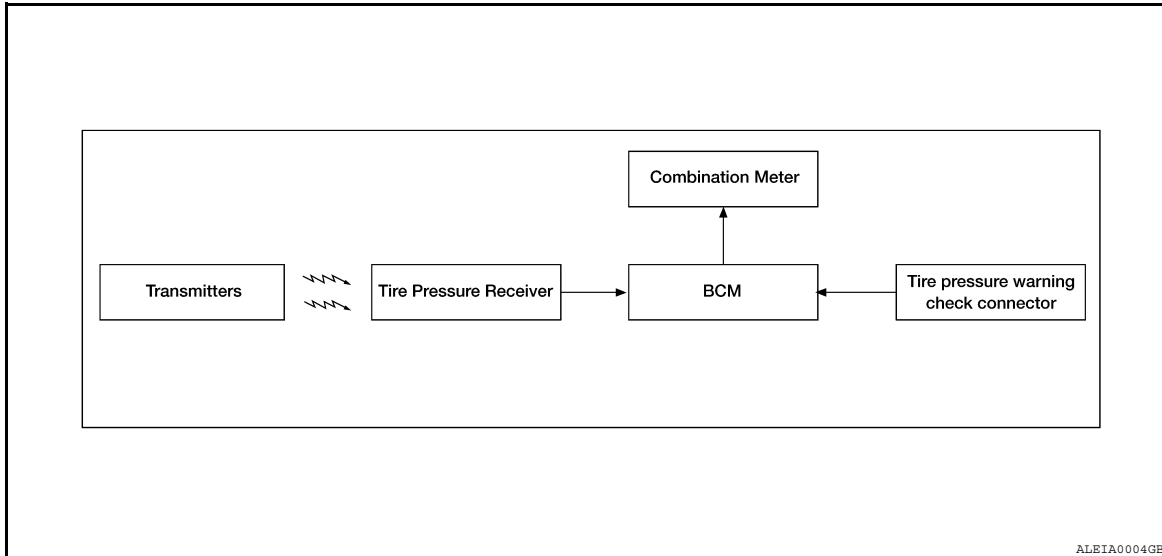 Combination Meter
Transmitters
Tire Pressure Receiver
BCM
Tire pressure warning
check connector
ALEIA0004GB